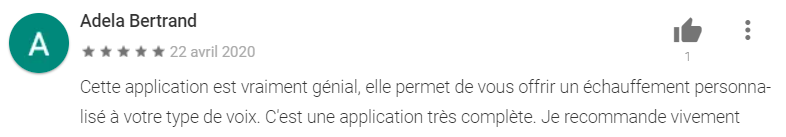 Adela Bertrand
A
22 avril 2020
1
Cette application est vraiment génial, elle permet de vous offrir un échauffement personna-
lisé à votre type de voix. C'est une application très complète. Je recommande vivement